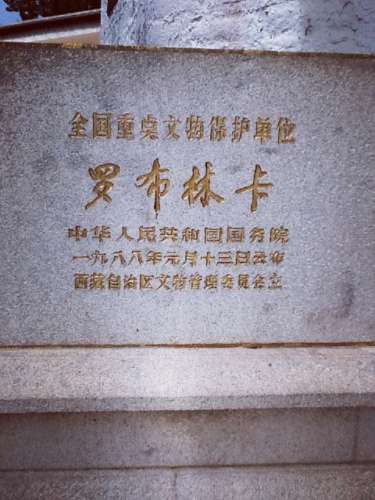 全国重点文物保护单位
罗布林卡
中华人民共和国国务院
一九八八年元月十三日公布
西藏自治区文物管理委员会立